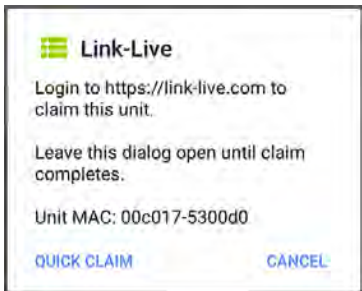 Link-Live
Login to https://link-live.com to
claim this unit.
Leave this dialog open until claim
completes.
Unit MAC: 00c017-5300d0
QUICK CLAIM CANCEL